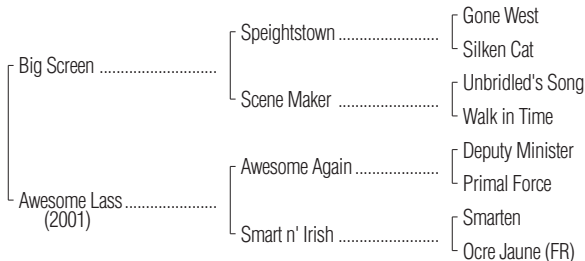 Gone West
Speightstown
Silken Cat
Big Screen
Unbridled's Song
Scene Maker
Walk in Time
Deputy Minister
Awesome Again
Primal Force
Awesome Lass
(2001)
Smarten
Smart n' Irish
Ocre Jaune (FR)